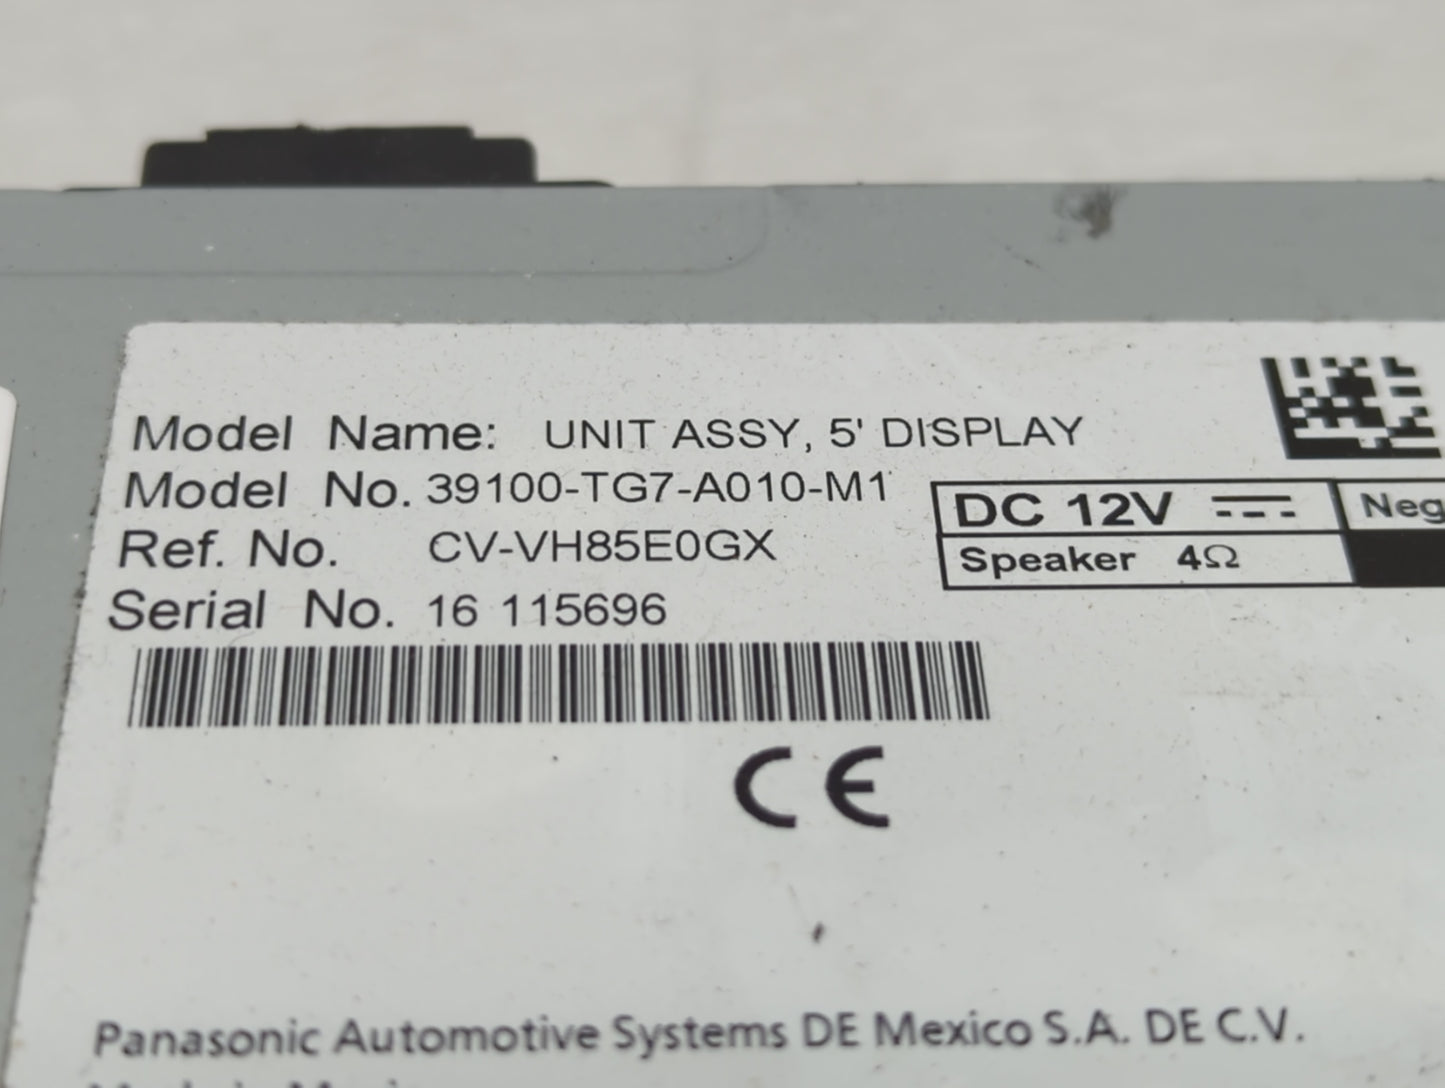 Model Name: UNIT ASSY, 5' DISPLAY
Model No. 39100-TG7-A010-M1
Ref. No. CV-VH85E0GX
Serial No. 16 115696
DC 12V
Neg
Speaker 4Ω
CE
Panasonic Automotive Systems DE Mexico S.A. DE C.V.